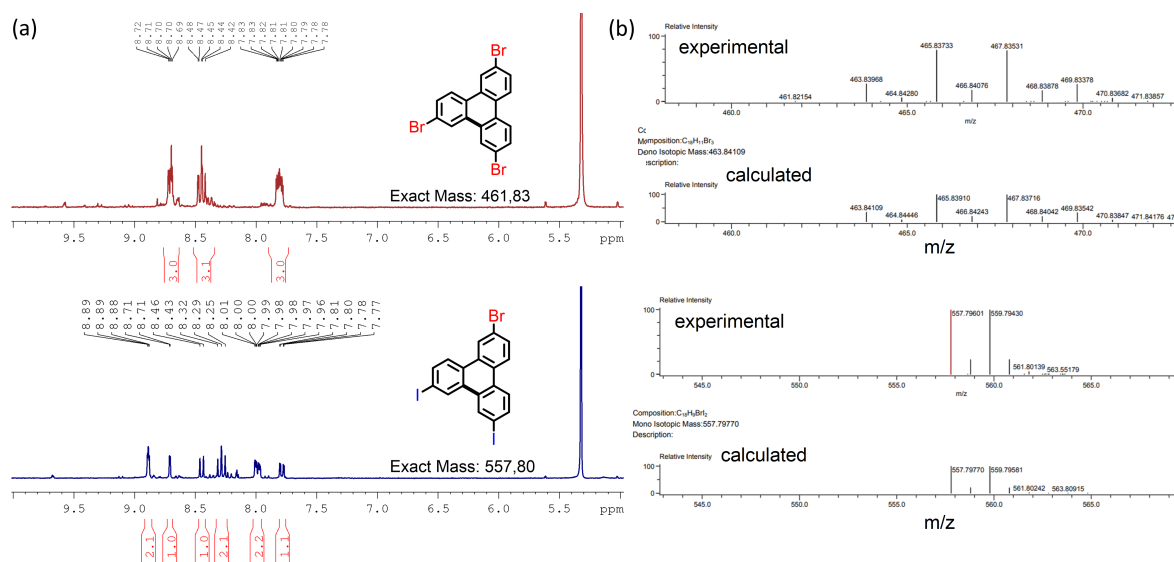 (a)
8.72 8.71 8.70 8.70 8.69 8.48 8.47 8.45 8.44 8.42 7.83 7.83 7.82 7.81 7.81 7.80 7.79 7.78 7.78
Br
Br
Br
Exact Mass: 461,83
9.5 9.0 8.5 8.0 7.5 7.0 6.5 6.0 5.5 ppm
3.0 3.1 3.0
8.89 8.89 8.88 8.71 8.71 8.46 8.43 8.32 8.29 8.25 8.01 8.00 8.00 7.99 7.98 7.98 7.97 7.96 7.81 7.80 7.78 7.77
Br
I
I
Exact Mass: 557,80
9.5 9.0 8.5 8.0 7.5 7.0 6.5 6.0 5.5 ppm
2.1 1.0 1.0 2.1 2.2 1.1
(b)
Relative Intensity
100
experimental
465.83733 467.83531
463.83968 469.83378
461.82154 464.84280 466.84076 468.83878 470.83682 471.83857
0
460.0 465.0 470.0
m/z
Composition:C₁₈H₁₁Br₃
Mono Isotopic Mass:463.84109
Description:
calculated
Relative Intensity
100
465.83910 467.83716
463.84109 464.84446 466.84243 468.84042 469.83542 470.83847 471.84176 47
0
460.0 465.0 470.0
m/z
Relative Intensity
100
experimental
557.79601 559.79430
561.80139 563.55179
0
545.0 550.0 555.0 560.0 565.0
m/z
Composition:C₁₈H₉BrI₂
Mono Isotopic Mass:557.79770
Description:
Relative Intensity
calculated
100
557.79770 559.79581
561.80242 563.80915
0
545.0 550.0 555.0 560.0 565.0
m/z